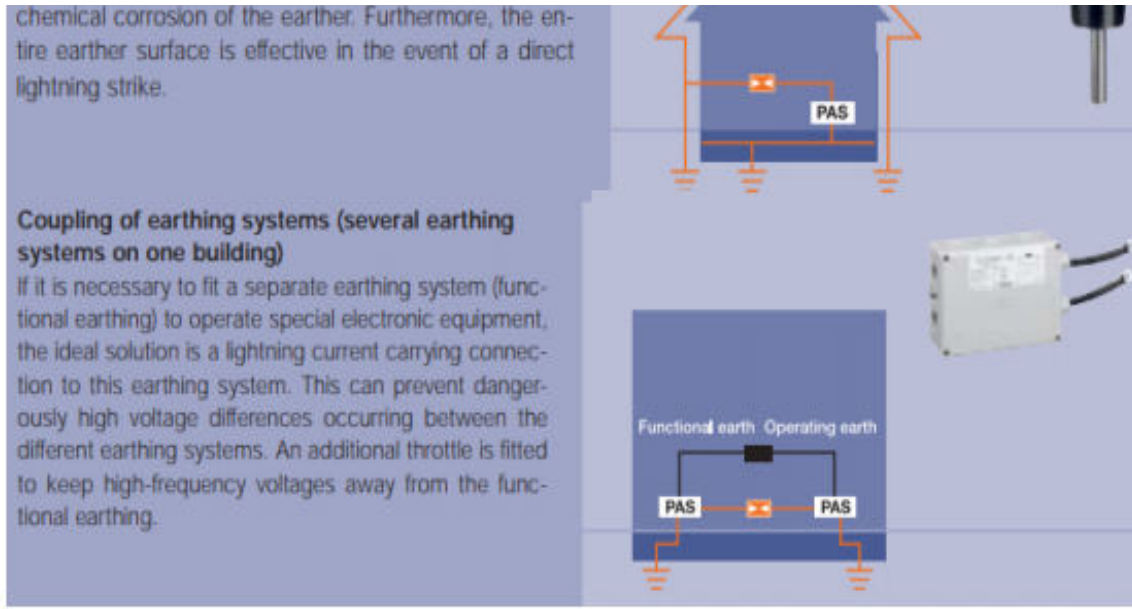 chemical corrosion of the earther. Furthermore, the en-
tire earther surface is effective in the event of a direct
lightning strike.
PAS
Coupling of earthing systems (several earthing
systems on one building)
If it is necessary to fit a separate earthing system (func-
tional earthing) to operate special electronic equipment,
the ideal solution is a lightning current carrying connec-
tion to this earthing system. This can prevent danger-
ously high voltage differences occurring between the
different earthing systems. An additional throttle is fitted
to keep high-frequency voltages away from the func-
tional earthing.
Functional earth Operating earth
PAS PAS